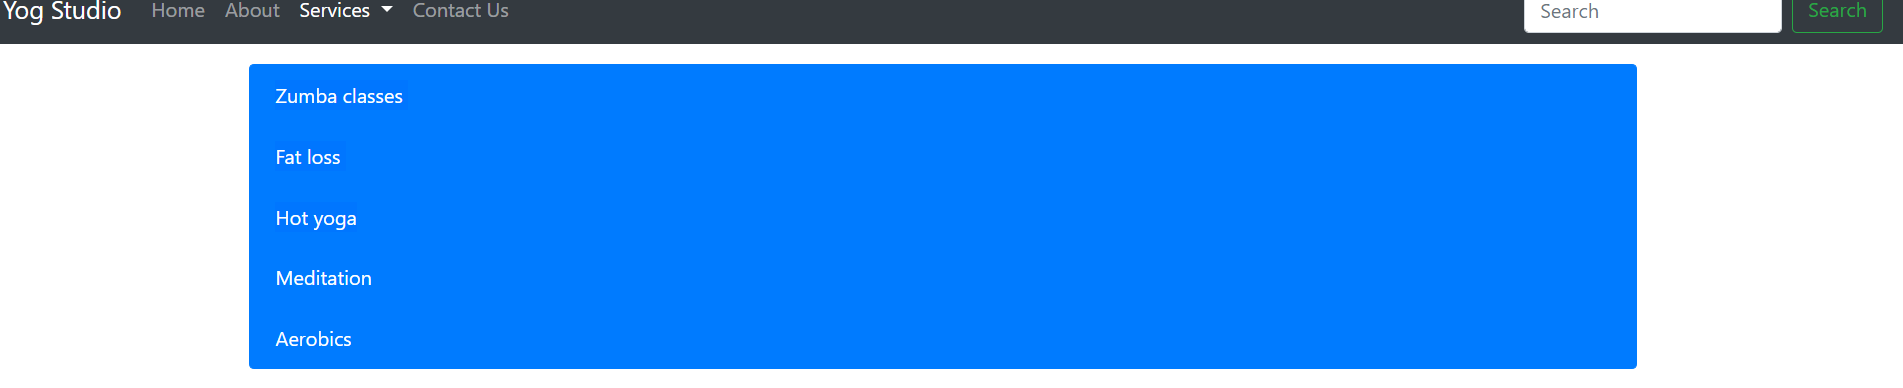 Yog Studio Home About Services Contact Us Search Search
Zumba classes
Fat loss
Hot yoga
Meditation
Aerobics